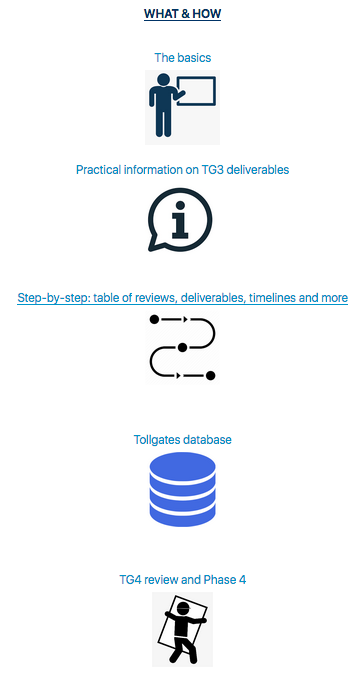 WHAT & HOW
The basics
Practical information on TG3 deliverables
Step-by-step: table of reviews, deliverables, timelines and more
Tollgates database
TG4 review and Phase 4